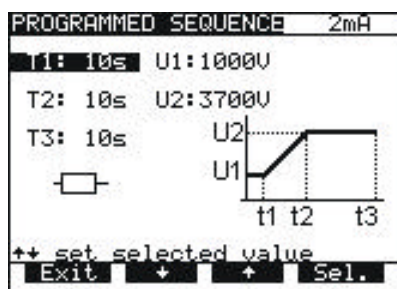 PROGRAMMED SEQUENCE 2mA
T1: 10s U1:1000V
T2: 10s U2:3700V
T3: 10s
U2
U1
t1 t2 t3
↑↓ set selected value
Exit ↓ ↑ Sel.